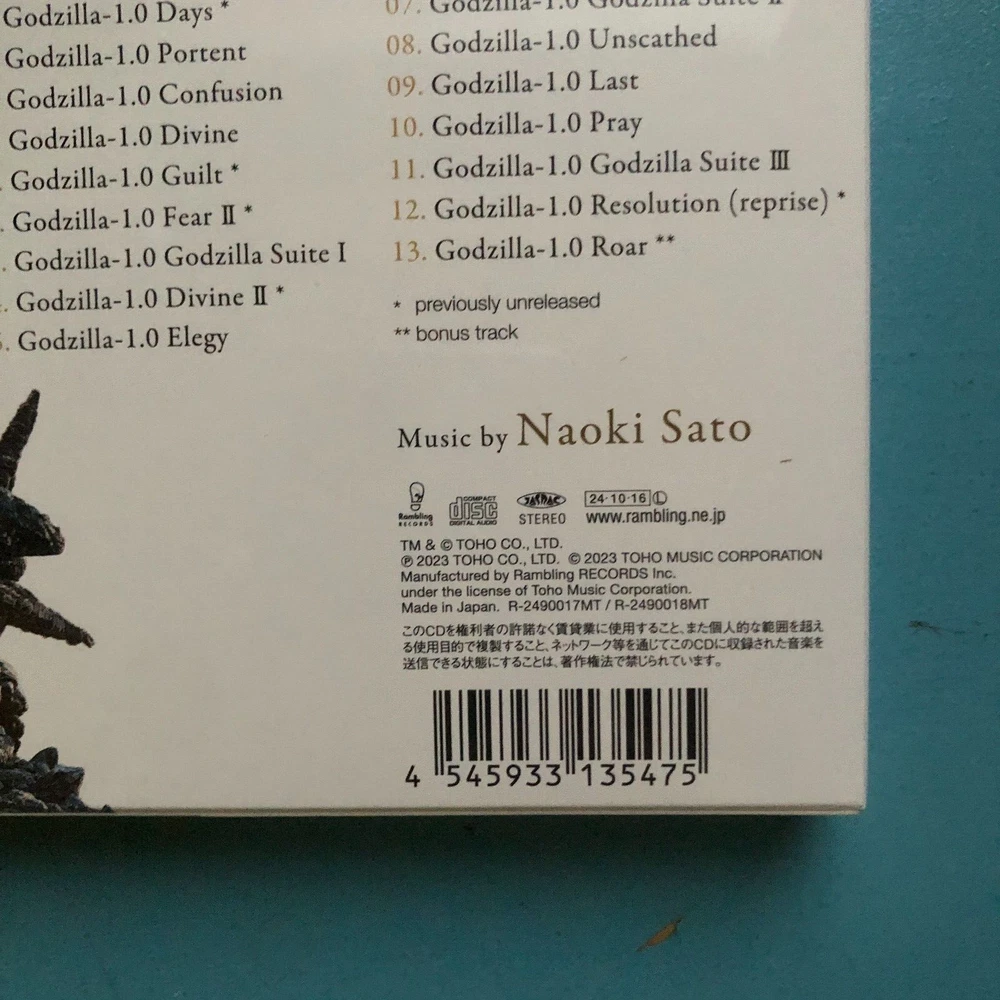 Godzilla-1.0 Days *
Godzilla-1.0 Portent
Godzilla-1.0 Confusion
Godzilla-1.0 Divine
Godzilla-1.0 Guilt *
Godzilla-1.0 Fear Ⅱ *
Godzilla-1.0 Godzilla Suite I
Godzilla-1.0 Divine Ⅱ *
Godzilla-1.0 Elegy
07. Godzilla-1.0 Godzilla Suite Ⅱ
08. Godzilla-1.0 Unscathed
09. Godzilla-1.0 Last
10. Godzilla-1.0 Pray
11. Godzilla-1.0 Godzilla Suite Ⅲ
12. Godzilla-1.0 Resolution (reprise) *
13. Godzilla-1.0 Roar **
* previously unreleased
** bonus track
Music by Naoki Sato
Rambling RECORDS
COMPACT disc DIGITAL AUDIO
JASRAC
STEREO
24・10・16 Ⓛ
www.rambling.ne.jp
TM & © TOHO CO., LTD.
℗ 2023 TOHO CO., LTD. © 2023 TOHO MUSIC CORPORATION
Manufactured by Rambling RECORDS Inc.
under the license of Toho Music Corporation.
Made in Japan. R-2490017MT / R-2490018MT
このCDを権利者の許諾なく賃貸業に使用すること、また個人的な範囲を超え
る使用目的で複製すること、ネットワーク等を通じてこのCDに収録された音楽を
送信できる状態にすることは、著作権法で禁じられています。
4 545933 135475